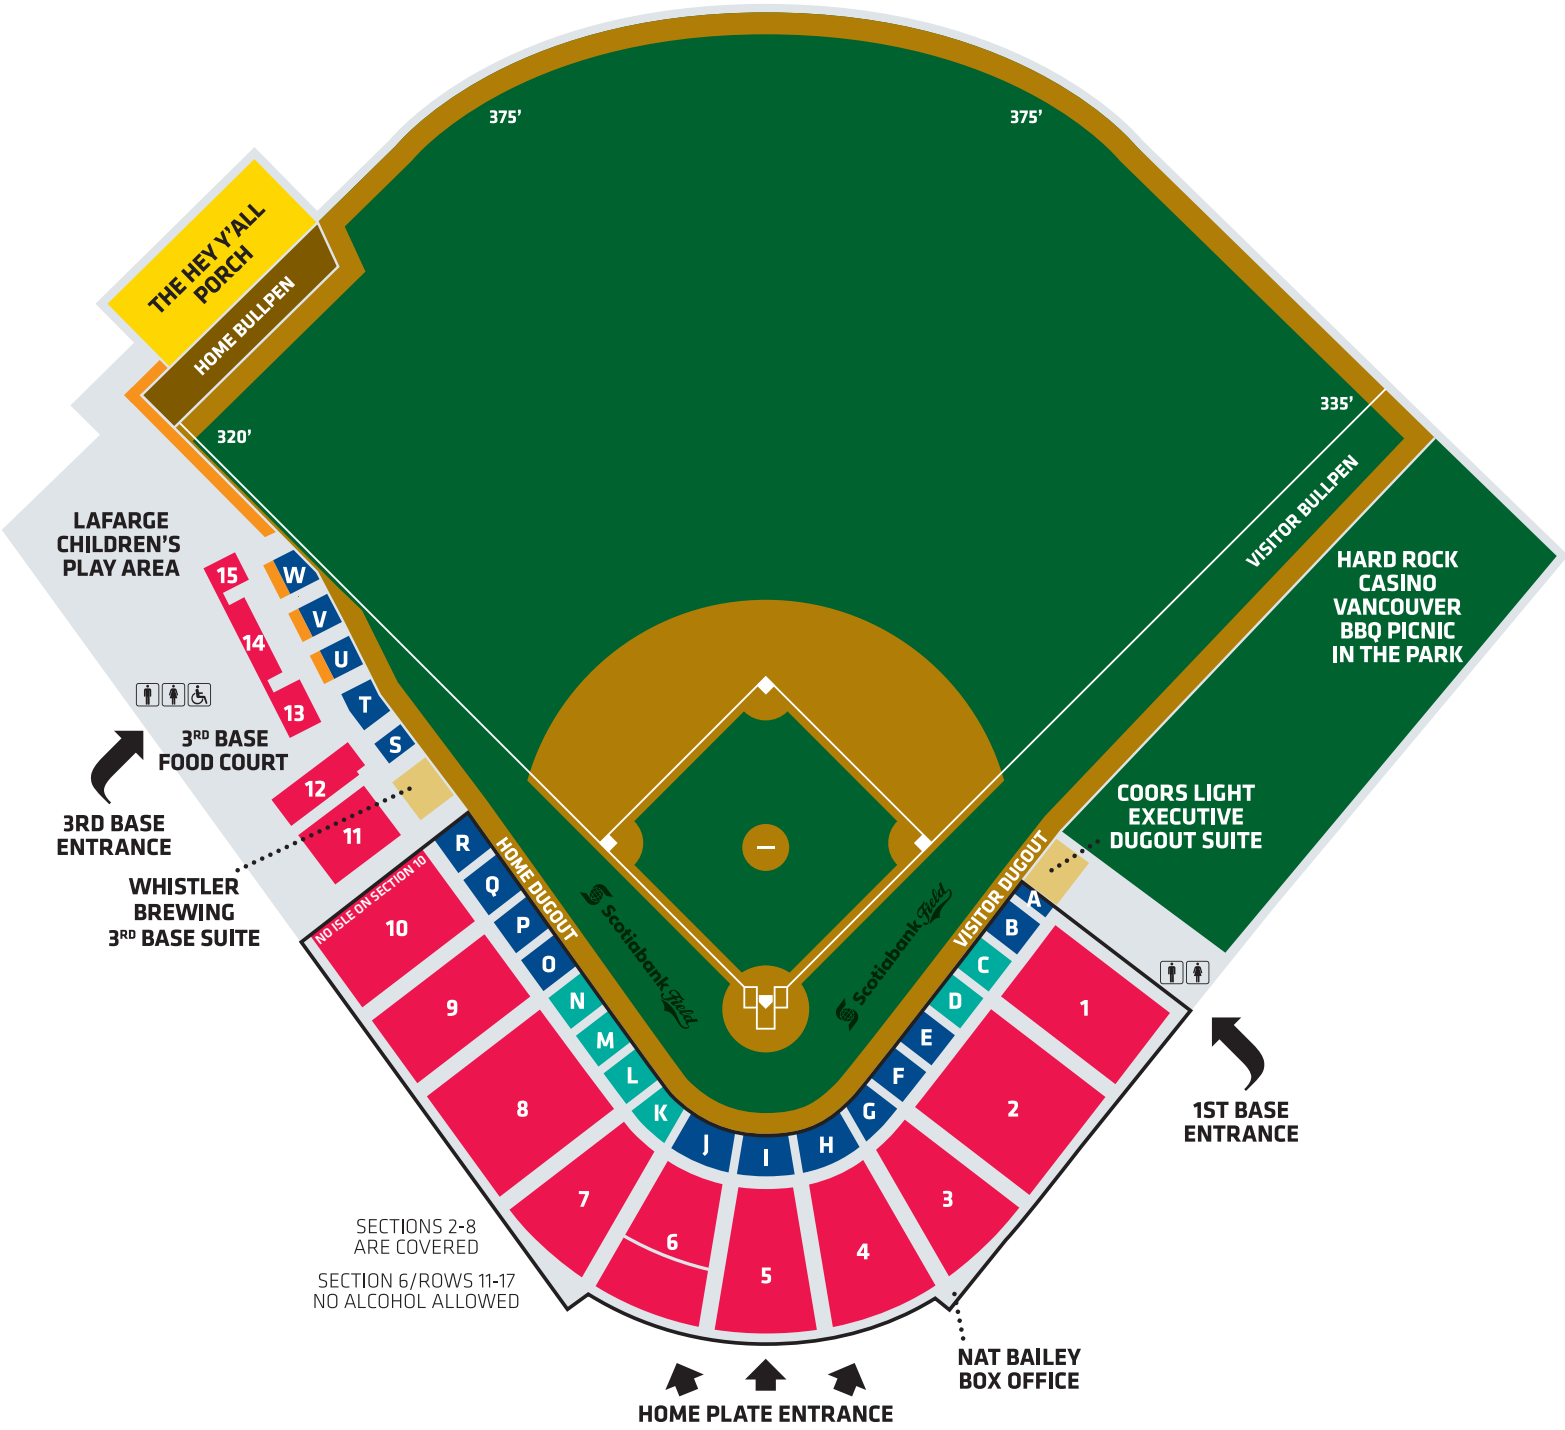 375’
375’
THE HEY Y’ALL
PORCH
HOME BULLPEN
320’
335’
VISITOR BULLPEN
LAFARGE
CHILDREN’S
PLAY AREA
HARD ROCK
CASINO
VANCOUVER
BBQ PICNIC
IN THE PARK
15
14
13
W
V
U
T
S
3RD BASE
FOOD COURT
12
11
3RD BASE
ENTRANCE
WHISTLER
BREWING
3RD BASE SUITE
COORS LIGHT
EXECUTIVE
DUGOUT SUITE
HOME DUGOUT
VISITOR DUGOUT
Scotiabank Field
Scotiabank Field
NO ISLE ON SECTION 10
R
Q
P
O
N
M
L
K
J
I
H
G
F
E
D
C
B
A
10
9
8
7
6
5
4
3
2
1
1ST BASE
ENTRANCE
SECTIONS 2-8
ARE COVERED
SECTION 6/ROWS 11-17
NO ALCOHOL ALLOWED
NAT BAILEY
BOX OFFICE
HOME PLATE ENTRANCE